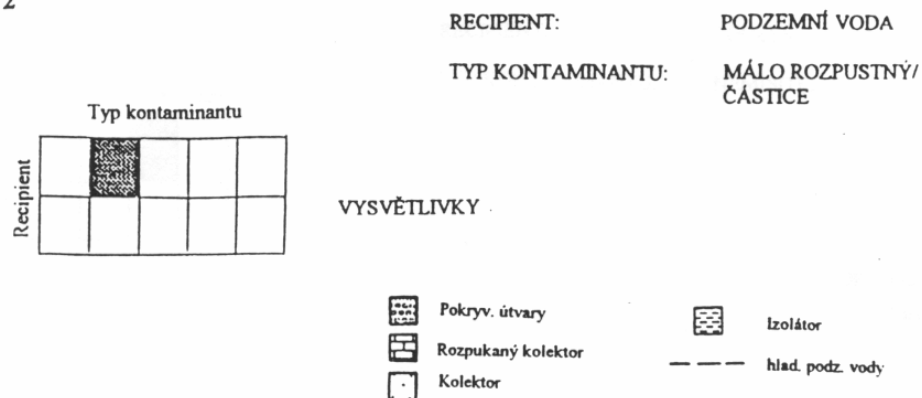 2
RECIPIENT: PODZEMNÍ VODA
TYP KONTAMINANTU: MÁLO ROZPUSTNÝ/
ČÁSTICE
Typ kontaminantu
Recipient
VYSVĚTLIVKY
Pokryv. útvary
Izolátor
Rozpukaný kolektor
hlad. podz. vody
Kolektor